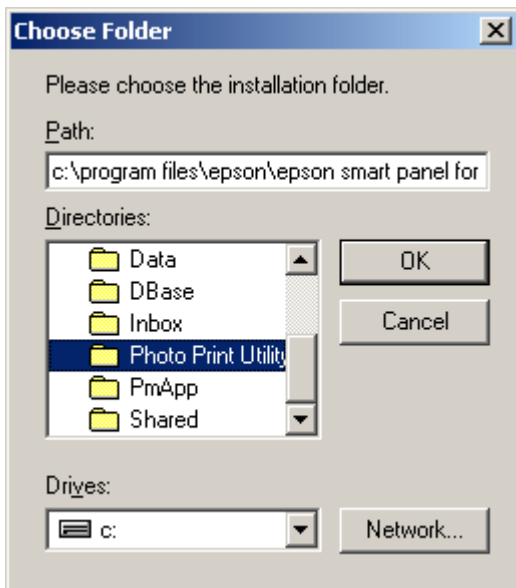 Choose Folder
Please choose the installation folder.
Path:
c:\program files\epson\epson smart panel for
Directories:
Data
OK
DBase
Inbox
Cancel
Photo Print Utility
PmApp
Shared
Drives:
c:
Network...